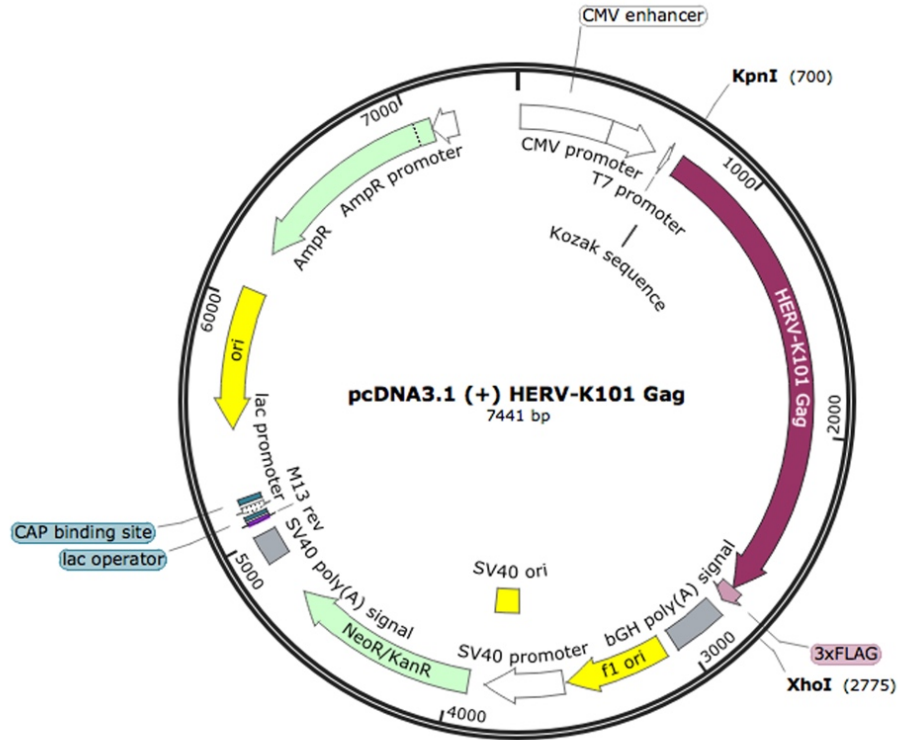 CMV enhancer
KpnI (700)
7000
CMV promoter
1000
AmpR promoter
T7 promoter
AmpR
Kozak sequence
HERV-K101 Gag
6000
ori
pcDNA3.1 (+) HERV-K101 Gag
7441 bp
2000
lac promoter
M13 rev
CAP binding site
lac operator
5000
SV40 poly(A) signal
SV40 ori
bGH poly(A) signal
NeoR/KanR
SV40 promoter
f1 ori
3000
3xFLAG
XhoI (2775)
4000